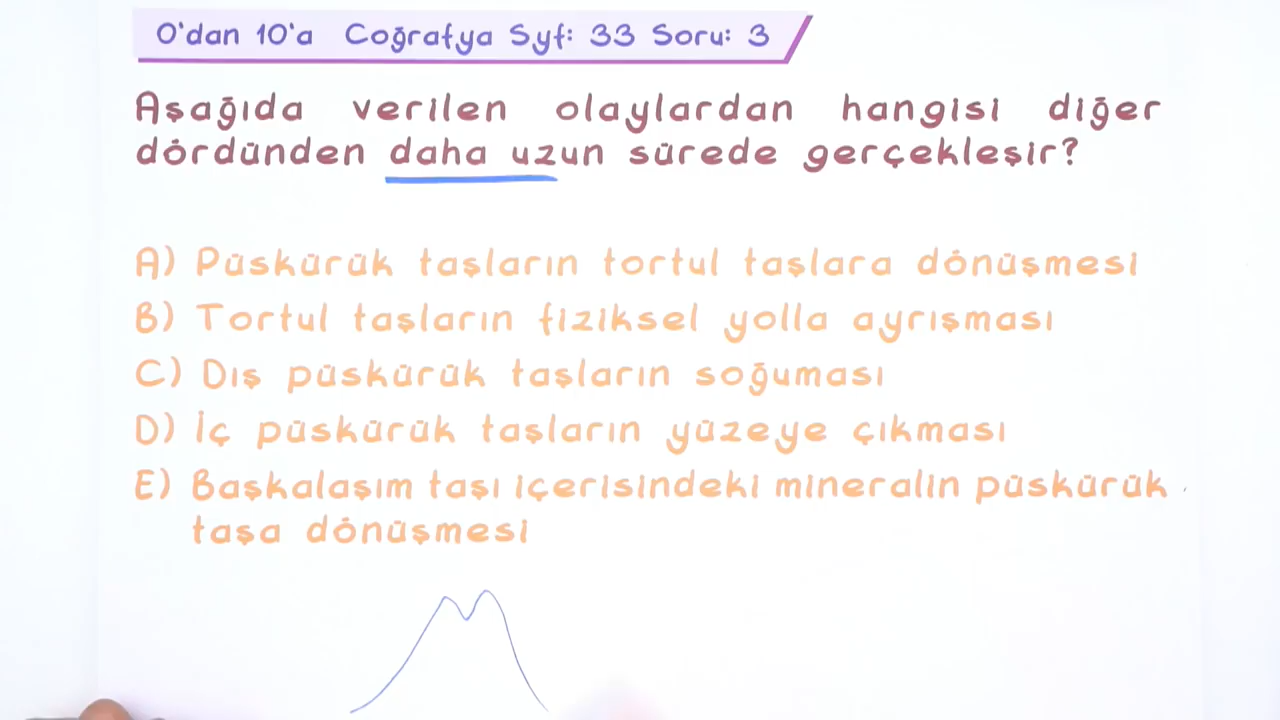 0'dan 10'a Coğrafya Syf: 33 Soru: 3
Aşağıda verilen olaylardan hangisi diğer
dördünden daha uzun sürede gerçekleşir?
A) Püskürük taşların tortul taşlara dönüşmesi
B) Tortul taşların fiziksel yolla ayrışması
C) Dış püskürük taşların soğuması
D) İç püskürük taşların yüzeye çıkması
E) Başkalaşım taşı içerisindeki mineralin püskürük
taşa dönüşmesi